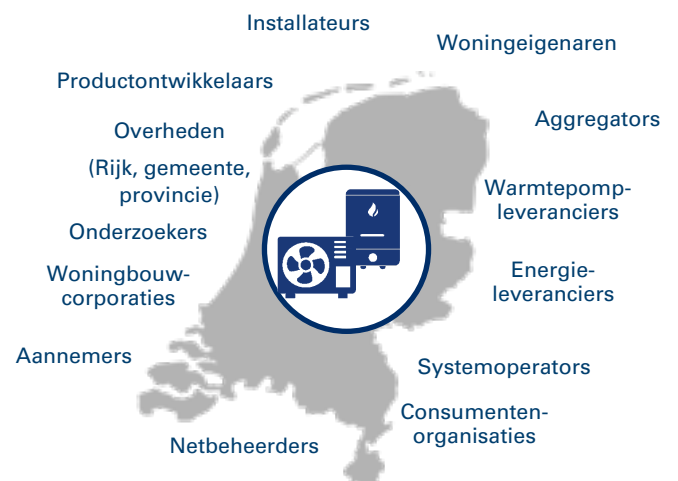 Installateurs
Woningeigenaren
Productontwikkelaars
Aggregators
Overheden
(Rijk, gemeente,
provincie)
Warmtepomp-
leveranciers
Onderzoekers
Woningbouw-
corporaties
Energie-
leveranciers
Aannemers
Systemoperators
Consumenten-
organisaties
Netbeheerders